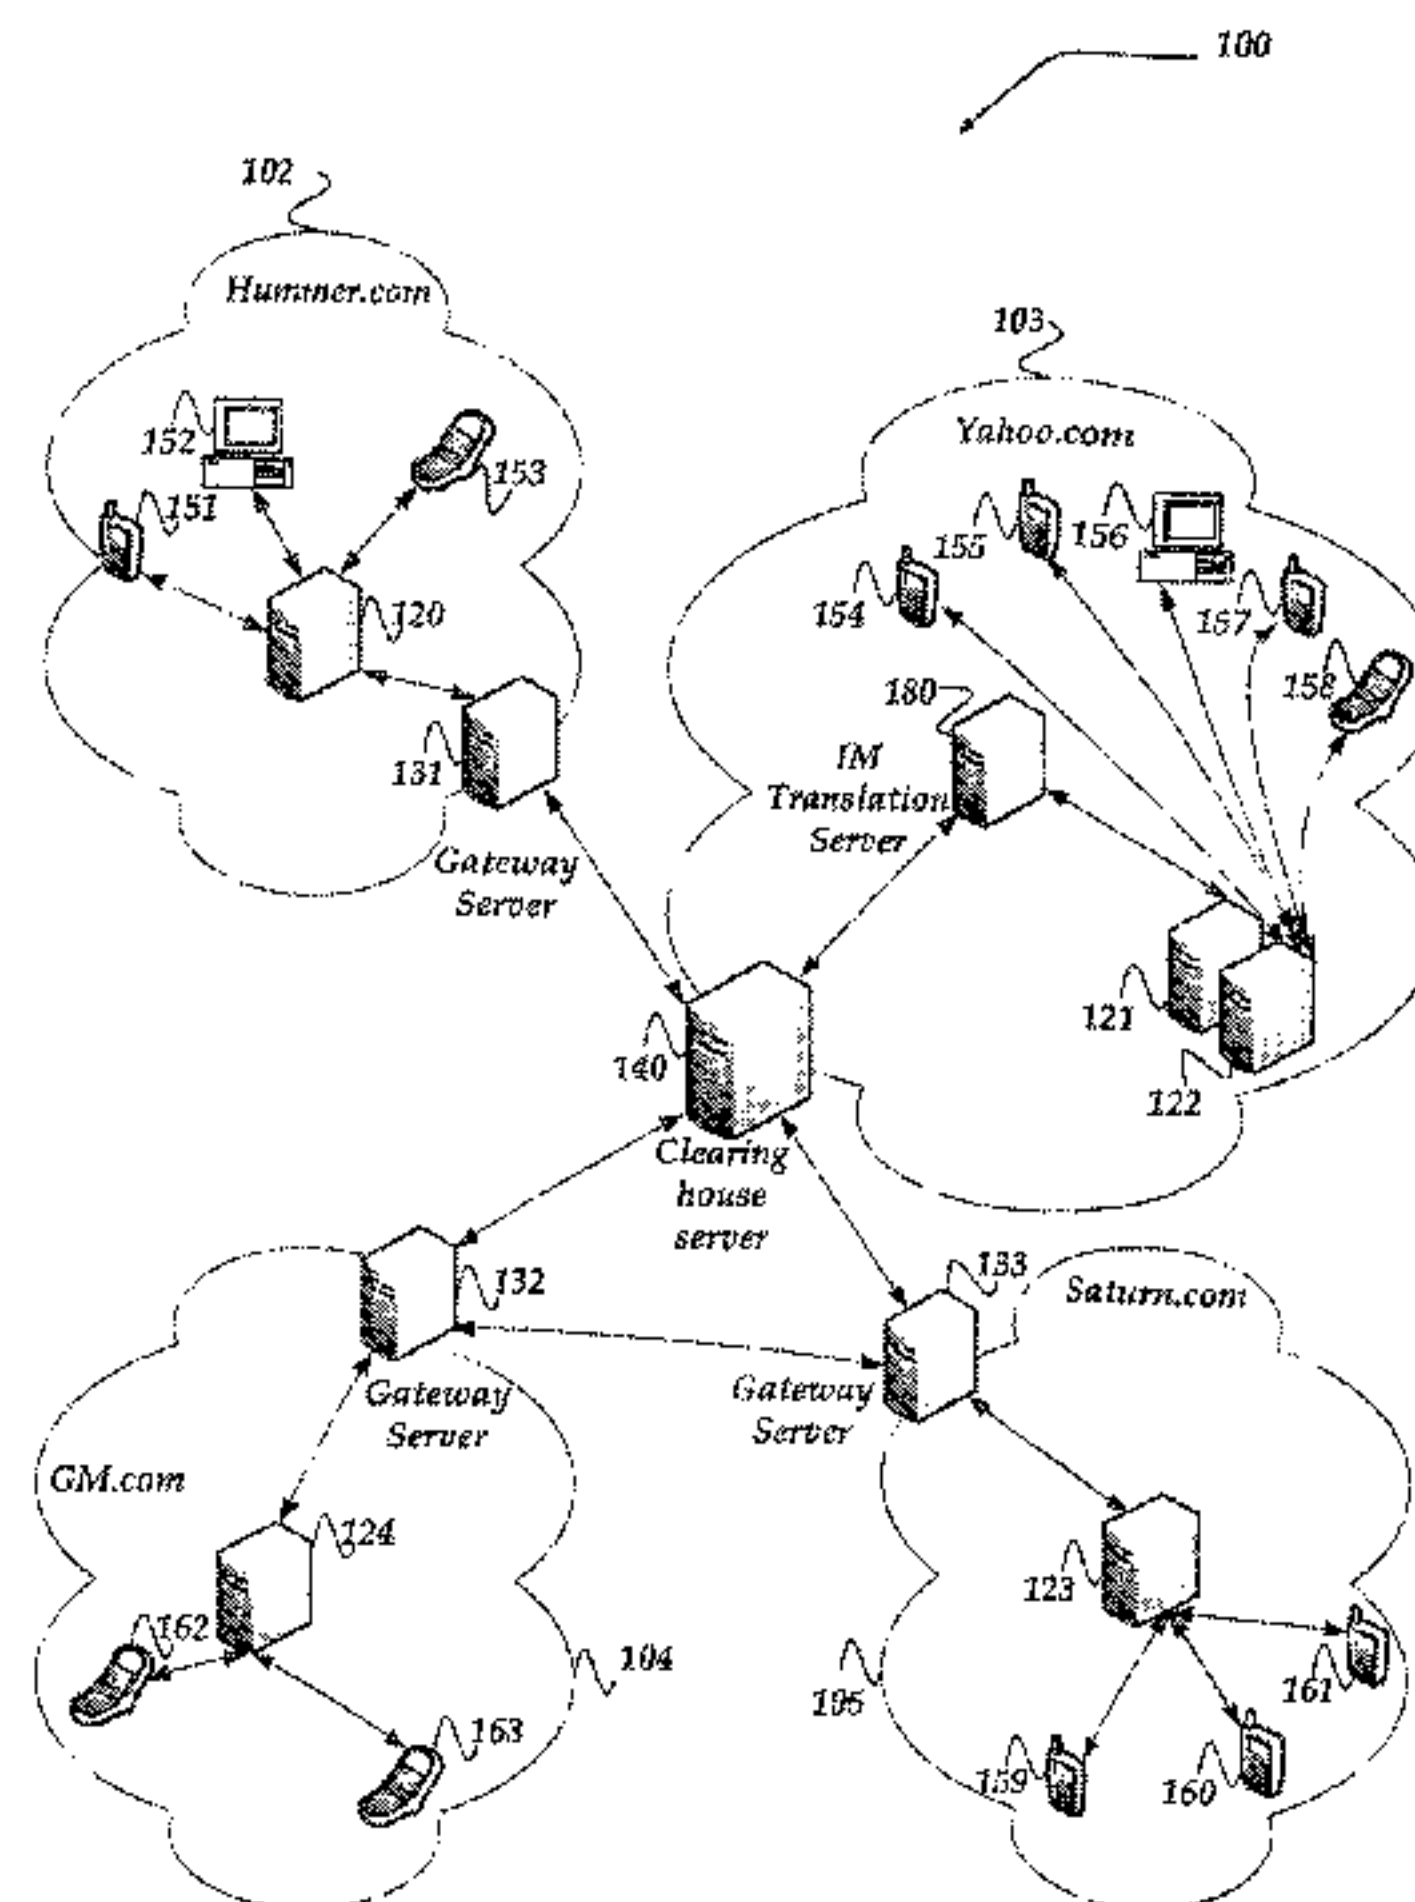 100
102
Hummer.com
103
Yahoo.com
152
153
151
155
156
154
157
120
158
180
131
IM
Translation
Server
Gateway
Server
121
140
122
Clearing
house
server
132
133
Saturn.com
Gateway
Server
Gateway
Server
GM.com
124
123
162
104
105
161
163
159
160